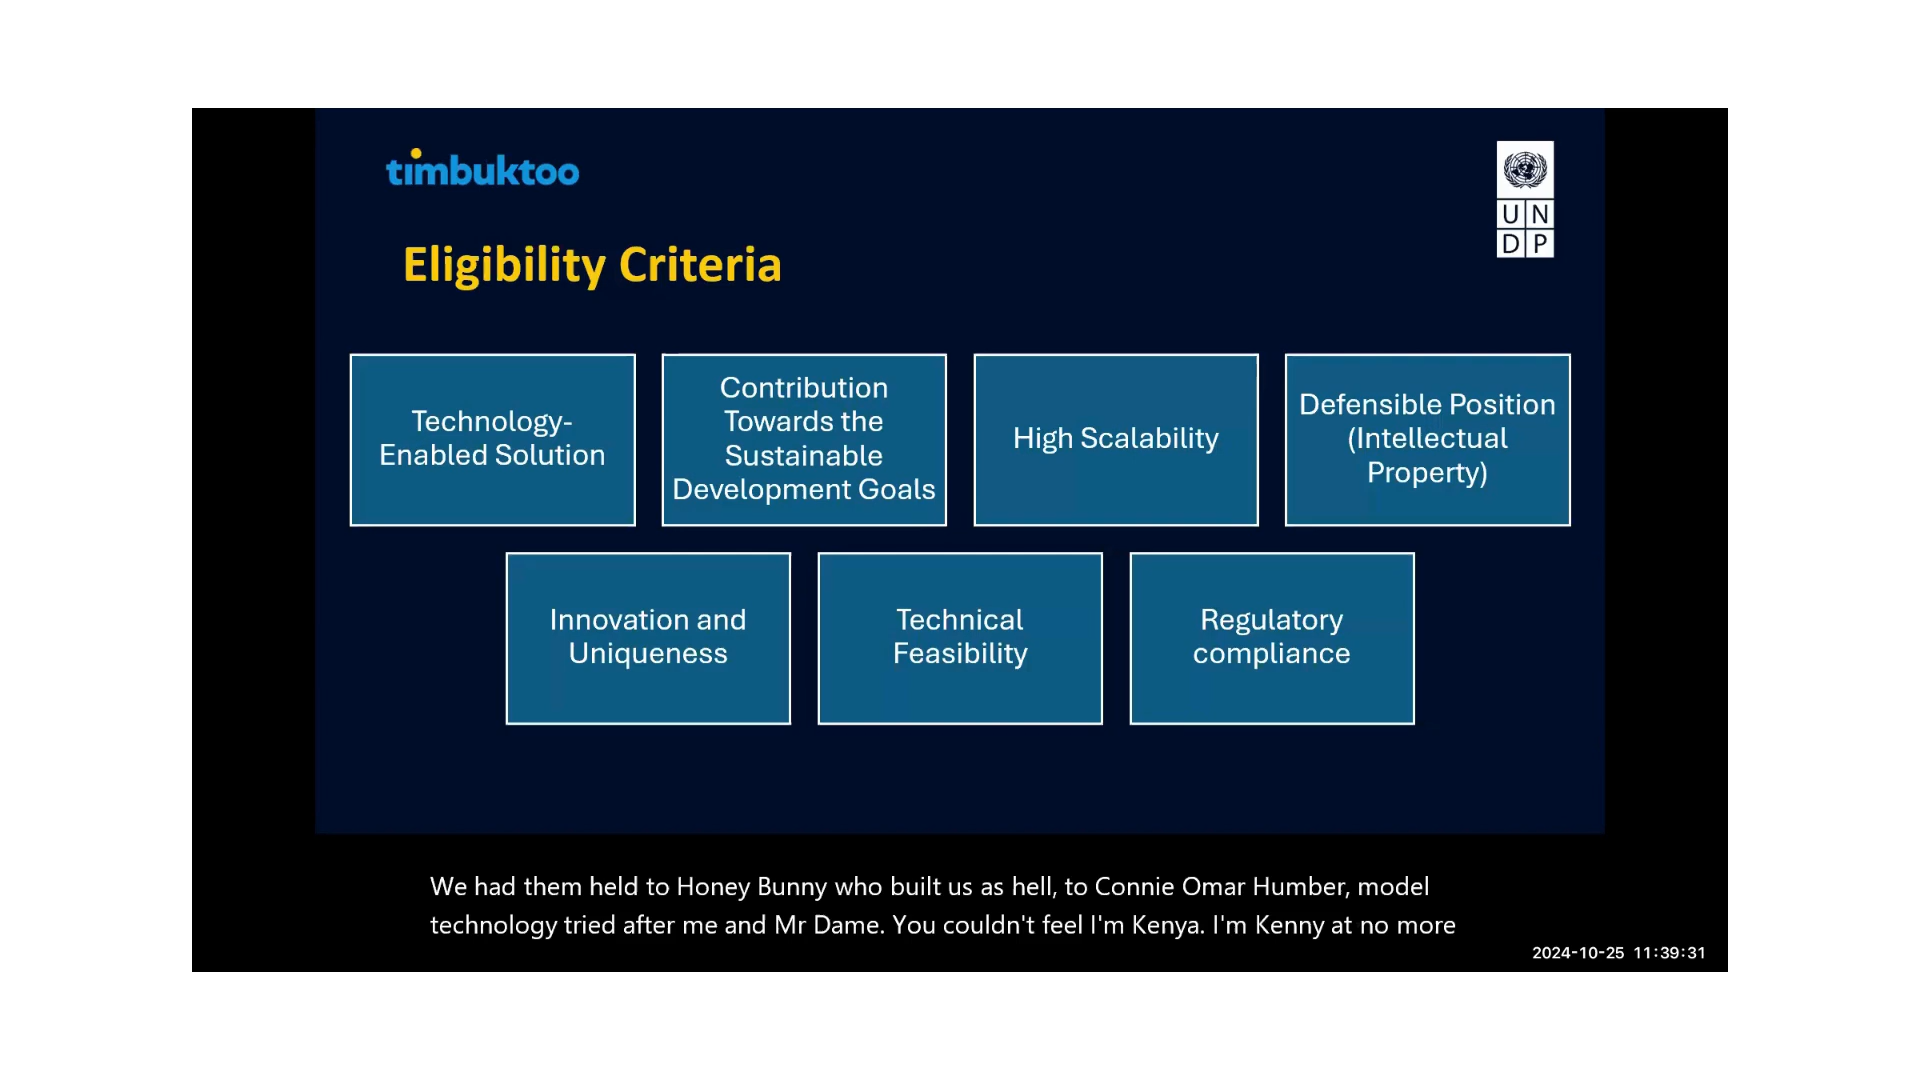 timbuktoo
U N
D P
Eligibility Criteria
Technology-
Enabled Solution
Contribution
Towards the
Sustainable
Development Goals
High Scalability
Defensible Position
(Intellectual
Property)
Innovation and
Uniqueness
Technical
Feasibility
Regulatory
compliance
We had them held to Honey Bunny who built us as hell, to Connie Omar Humber, model
technology tried after me and Mr Dame. You couldn't feel I'm Kenya. I'm Kenny at no more
2024-10-25 11:39:31